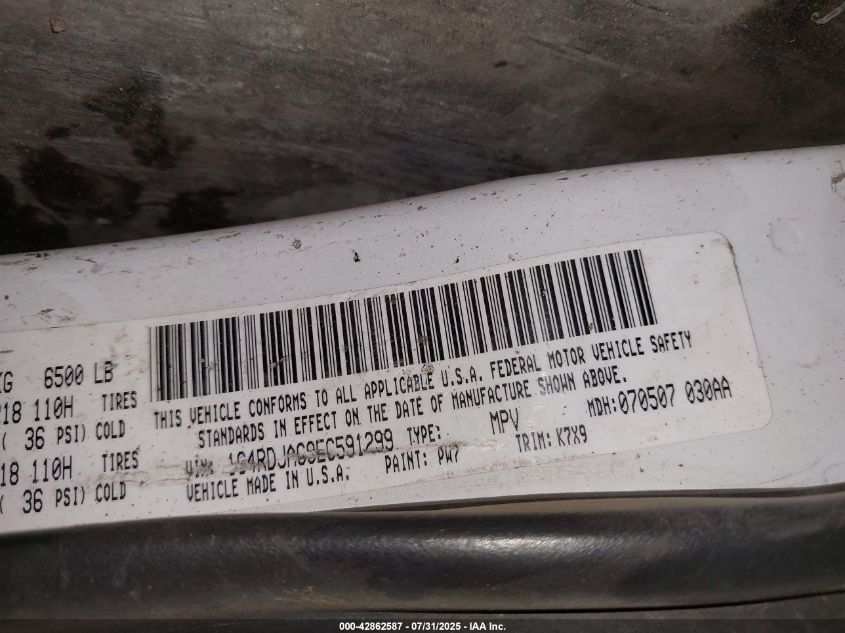 KG 6500 LB
18 110H TIRES
( 36 PSI) COLD
18 110H TIRES
( 36 PSI) COLD
THIS VEHICLE CONFORMS TO ALL APPLICABLE U.S.A. FEDERAL MOTOR VEHICLE SAFETY
STANDARDS IN EFFECT ON THE DATE OF MANUFACTURE SHOWN ABOVE.
VIN: 1C4RDJAG9EC591299 TYPE: MPV MDH:070507 030AA
VEHICLE MADE IN U.S.A. PAINT: PW7 TRIM: K7X9
000-42862587 - 07/31/2025 - IAA Inc.